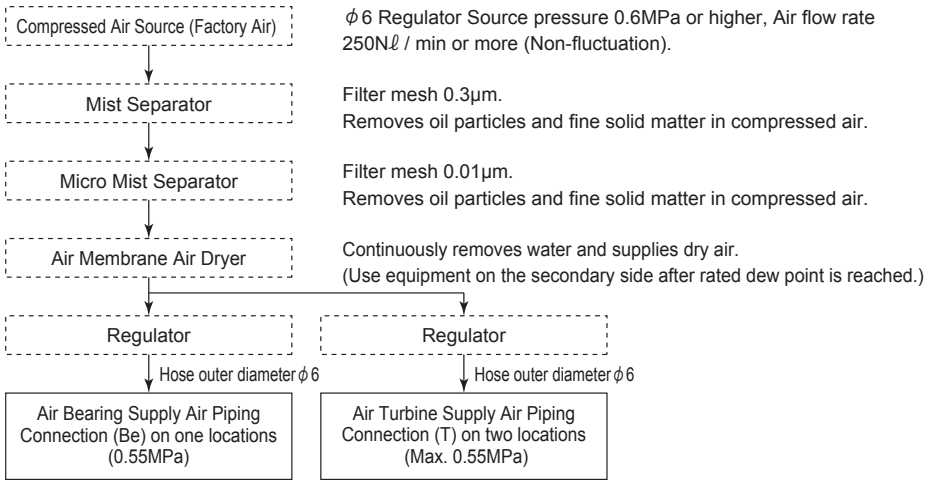 Compressed Air Source (Factory Air)
φ6 Regulator Source pressure 0.6MPa or higher, Air flow rate
250Nℓ / min or more (Non-fluctuation).
Mist Separator
Filter mesh 0.3µm.
Removes oil particles and fine solid matter in compressed air.
Micro Mist Separator
Filter mesh 0.01µm.
Removes oil particles and fine solid matter in compressed air.
Air Membrane Air Dryer
Continuously removes water and supplies dry air.
(Use equipment on the secondary side after rated dew point is reached.)
Regulator
Regulator
Hose outer diameter φ6
Hose outer diameter φ6
Air Bearing Supply Air Piping
Connection (Be) on one locations
(0.55MPa)
Air Turbine Supply Air Piping
Connection (T) on two locations
(Max. 0.55MPa)